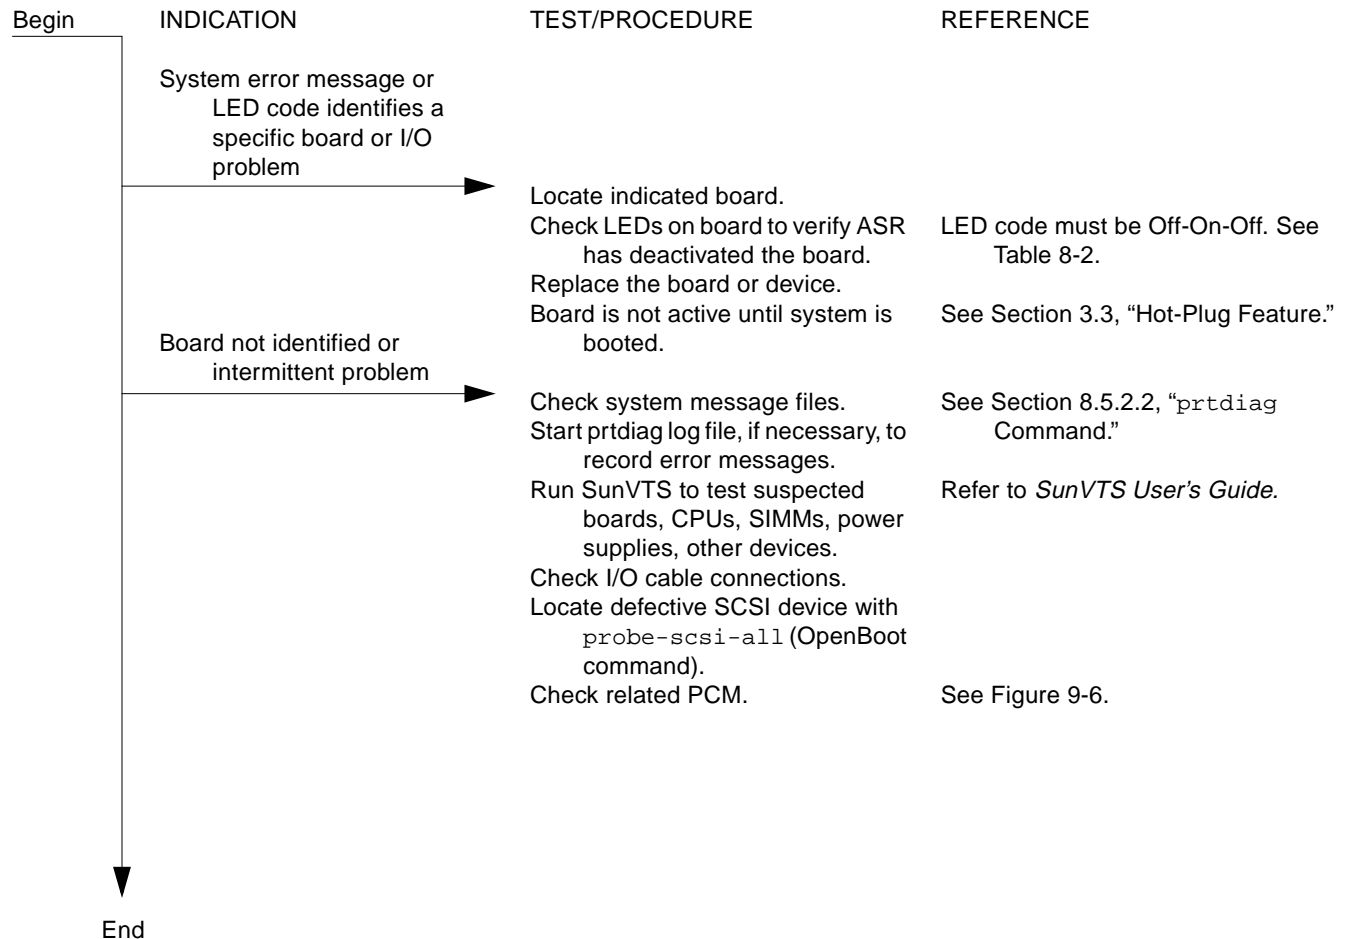 Begin INDICATION TEST/PROCEDURE REFERENCE
System error message or
LED code identifies a
specific board or I/O
problem
Locate indicated board.
Check LEDs on board to verify ASR
has deactivated the board.
LED code must be Off-On-Off. See
Table 8-2.
Replace the board or device.
Board is not active until system is
booted.
See Section 3.3, “Hot-Plug Feature.”
Board not identified or
intermittent problem
Check system message files.
See Section 8.5.2.2, “prtdiag
Command.”
Start prtdiag log file, if necessary, to
record error messages.
Run SunVTS to test suspected
boards, CPUs, SIMMs, power
supplies, other devices.
Refer to SunVTS User's Guide.
Check I/O cable connections.
Locate defective SCSI device with
probe-scsi-all (OpenBoot
command).
Check related PCM.
See Figure 9-6.
End